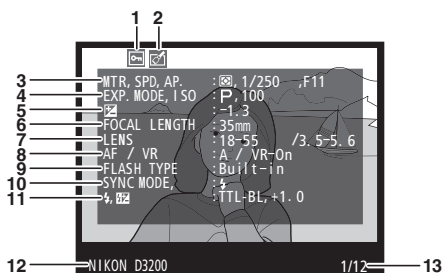 1 2
3 MTR, SPD, AP. : , 1/250 , F11
4 EXP. MODE, ISO : P, 100
5 : -1.3
6 FOCAL LENGTH : 35mm
7 LENS : 18-55 /3.5-5.6
8 AF / VR : A / VR-On
9 FLASH TYPE : Built-in
10 SYNC MODE, :
11 , : TTL-BL, +1.0
12 NIKON D3200 1/12 13